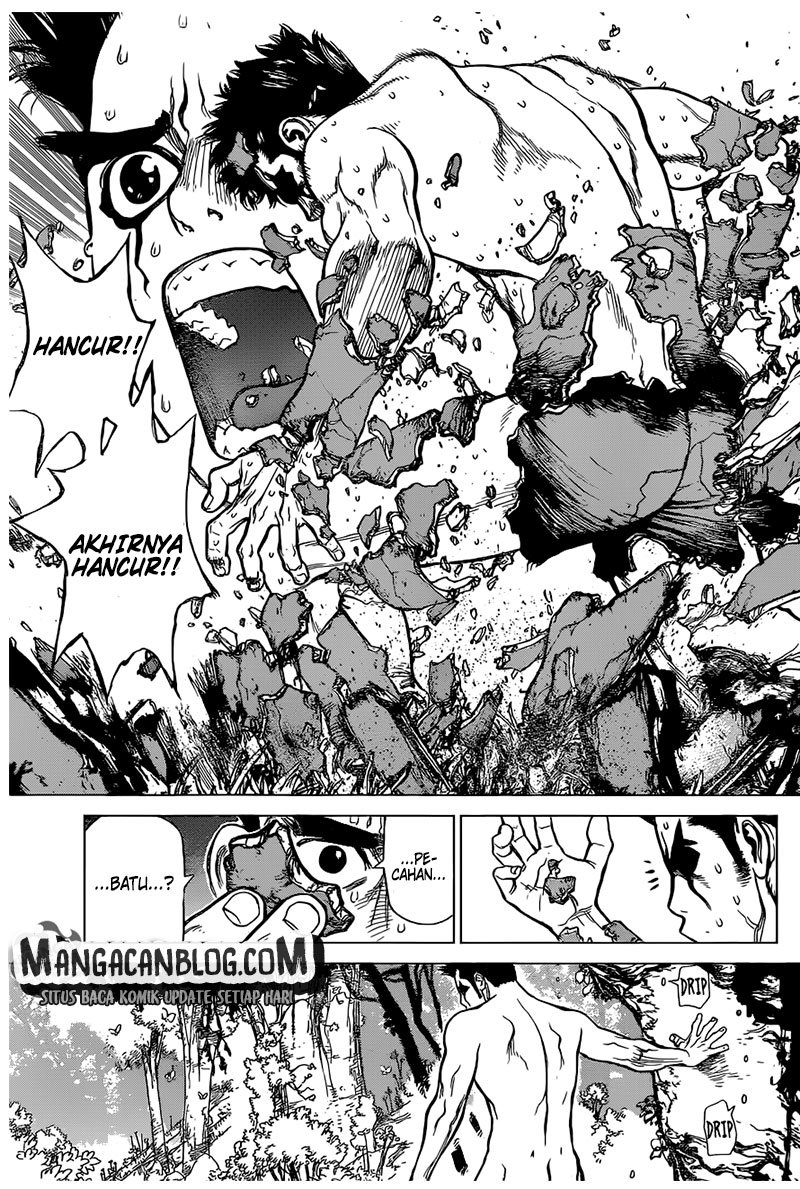 HANCUR!!
AKHIRNYA
HANCUR!!
...PE-
CAHAN...
...BATU...?
DRIP
DRIP
MANGACANBLOG.COM
SITUS BACA KOMIK UPDATE SETIAP HARI